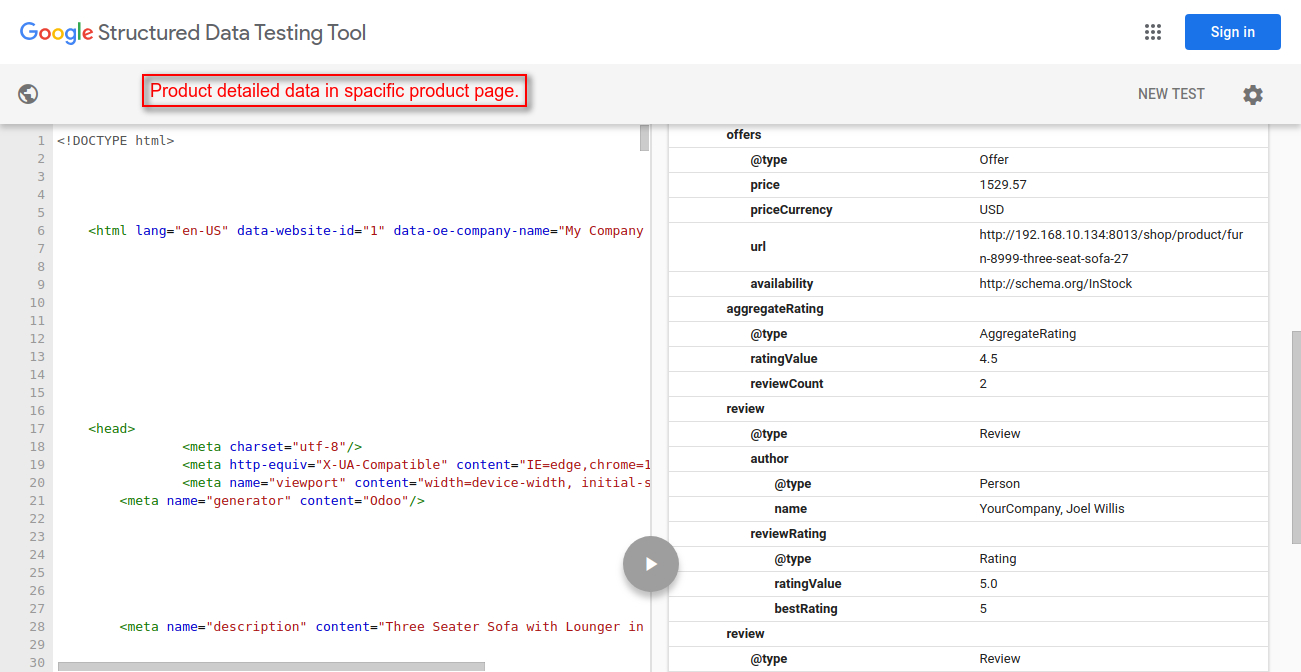 Google Structured Data Testing Tool
Sign in
Product detailed data in spacific product page.
NEW TEST
1 <!DOCTYPE html>
2
3
4
5
6 <html lang="en-US" data-website-id="1" data-oe-company-name="My Company
7
8
9
10
11
12
13
14
15
16
17 <head>
18 <meta charset="utf-8"/>
19 <meta http-equiv="X-UA-Compatible" content="IE=edge,chrome=1
20 <meta name="viewport" content="width=device-width, initial-s
21 <meta name="generator" content="Odoo"/>
22
23
24
25
26
27
28 <meta name="description" content="Three Seater Sofa with Lounger in
29
30
offers
@type Offer
price 1529.57
priceCurrency USD
url http://192.168.10.134:8013/shop/product/fur
n-8999-three-seat-sofa-27
availability http://schema.org/InStock
aggregateRating
@type AggregateRating
ratingValue 4.5
reviewCount 2
review
@type Review
author
@type Person
name YourCompany, Joel Willis
reviewRating
@type Rating
ratingValue 5.0
bestRating 5
review
@type Review